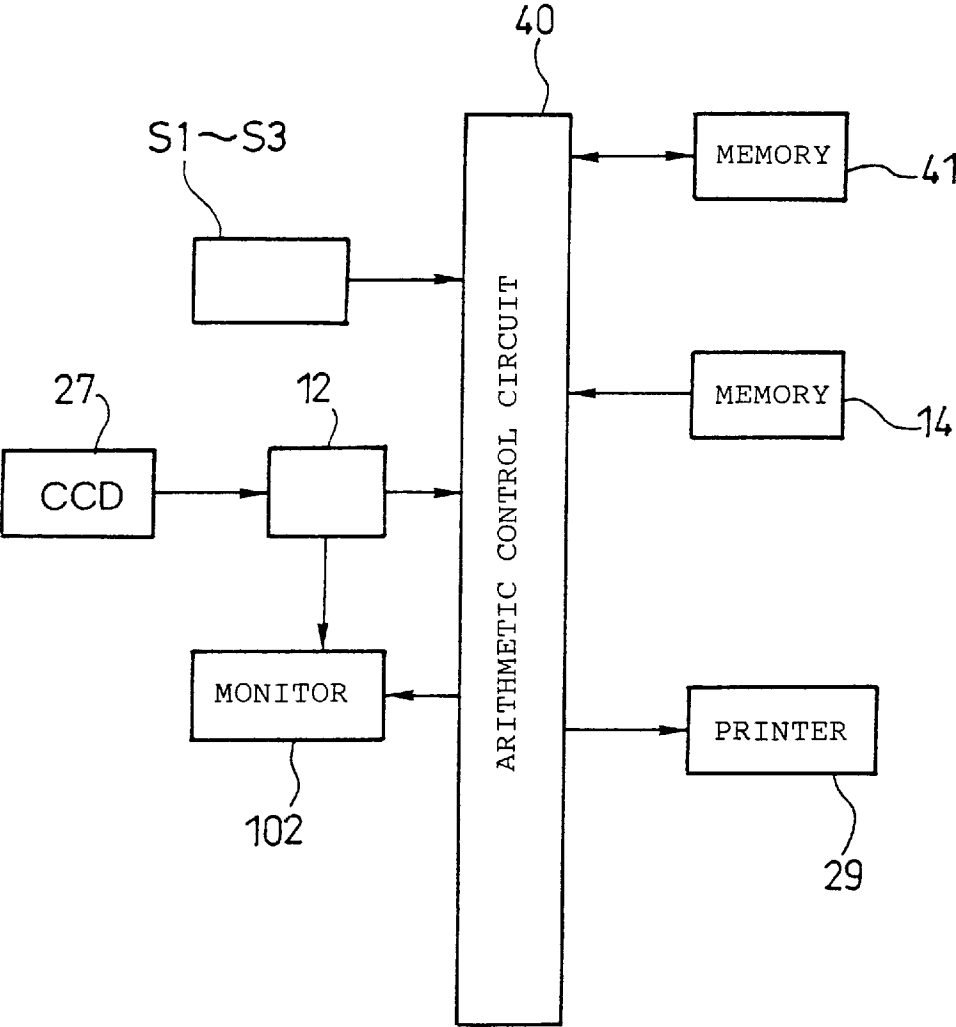 40
S1~S3
MEMORY
41
ARITHMETIC CONTROL CIRCUIT
27
12
MEMORY
14
CCD
MONITOR
PRINTER
102
29